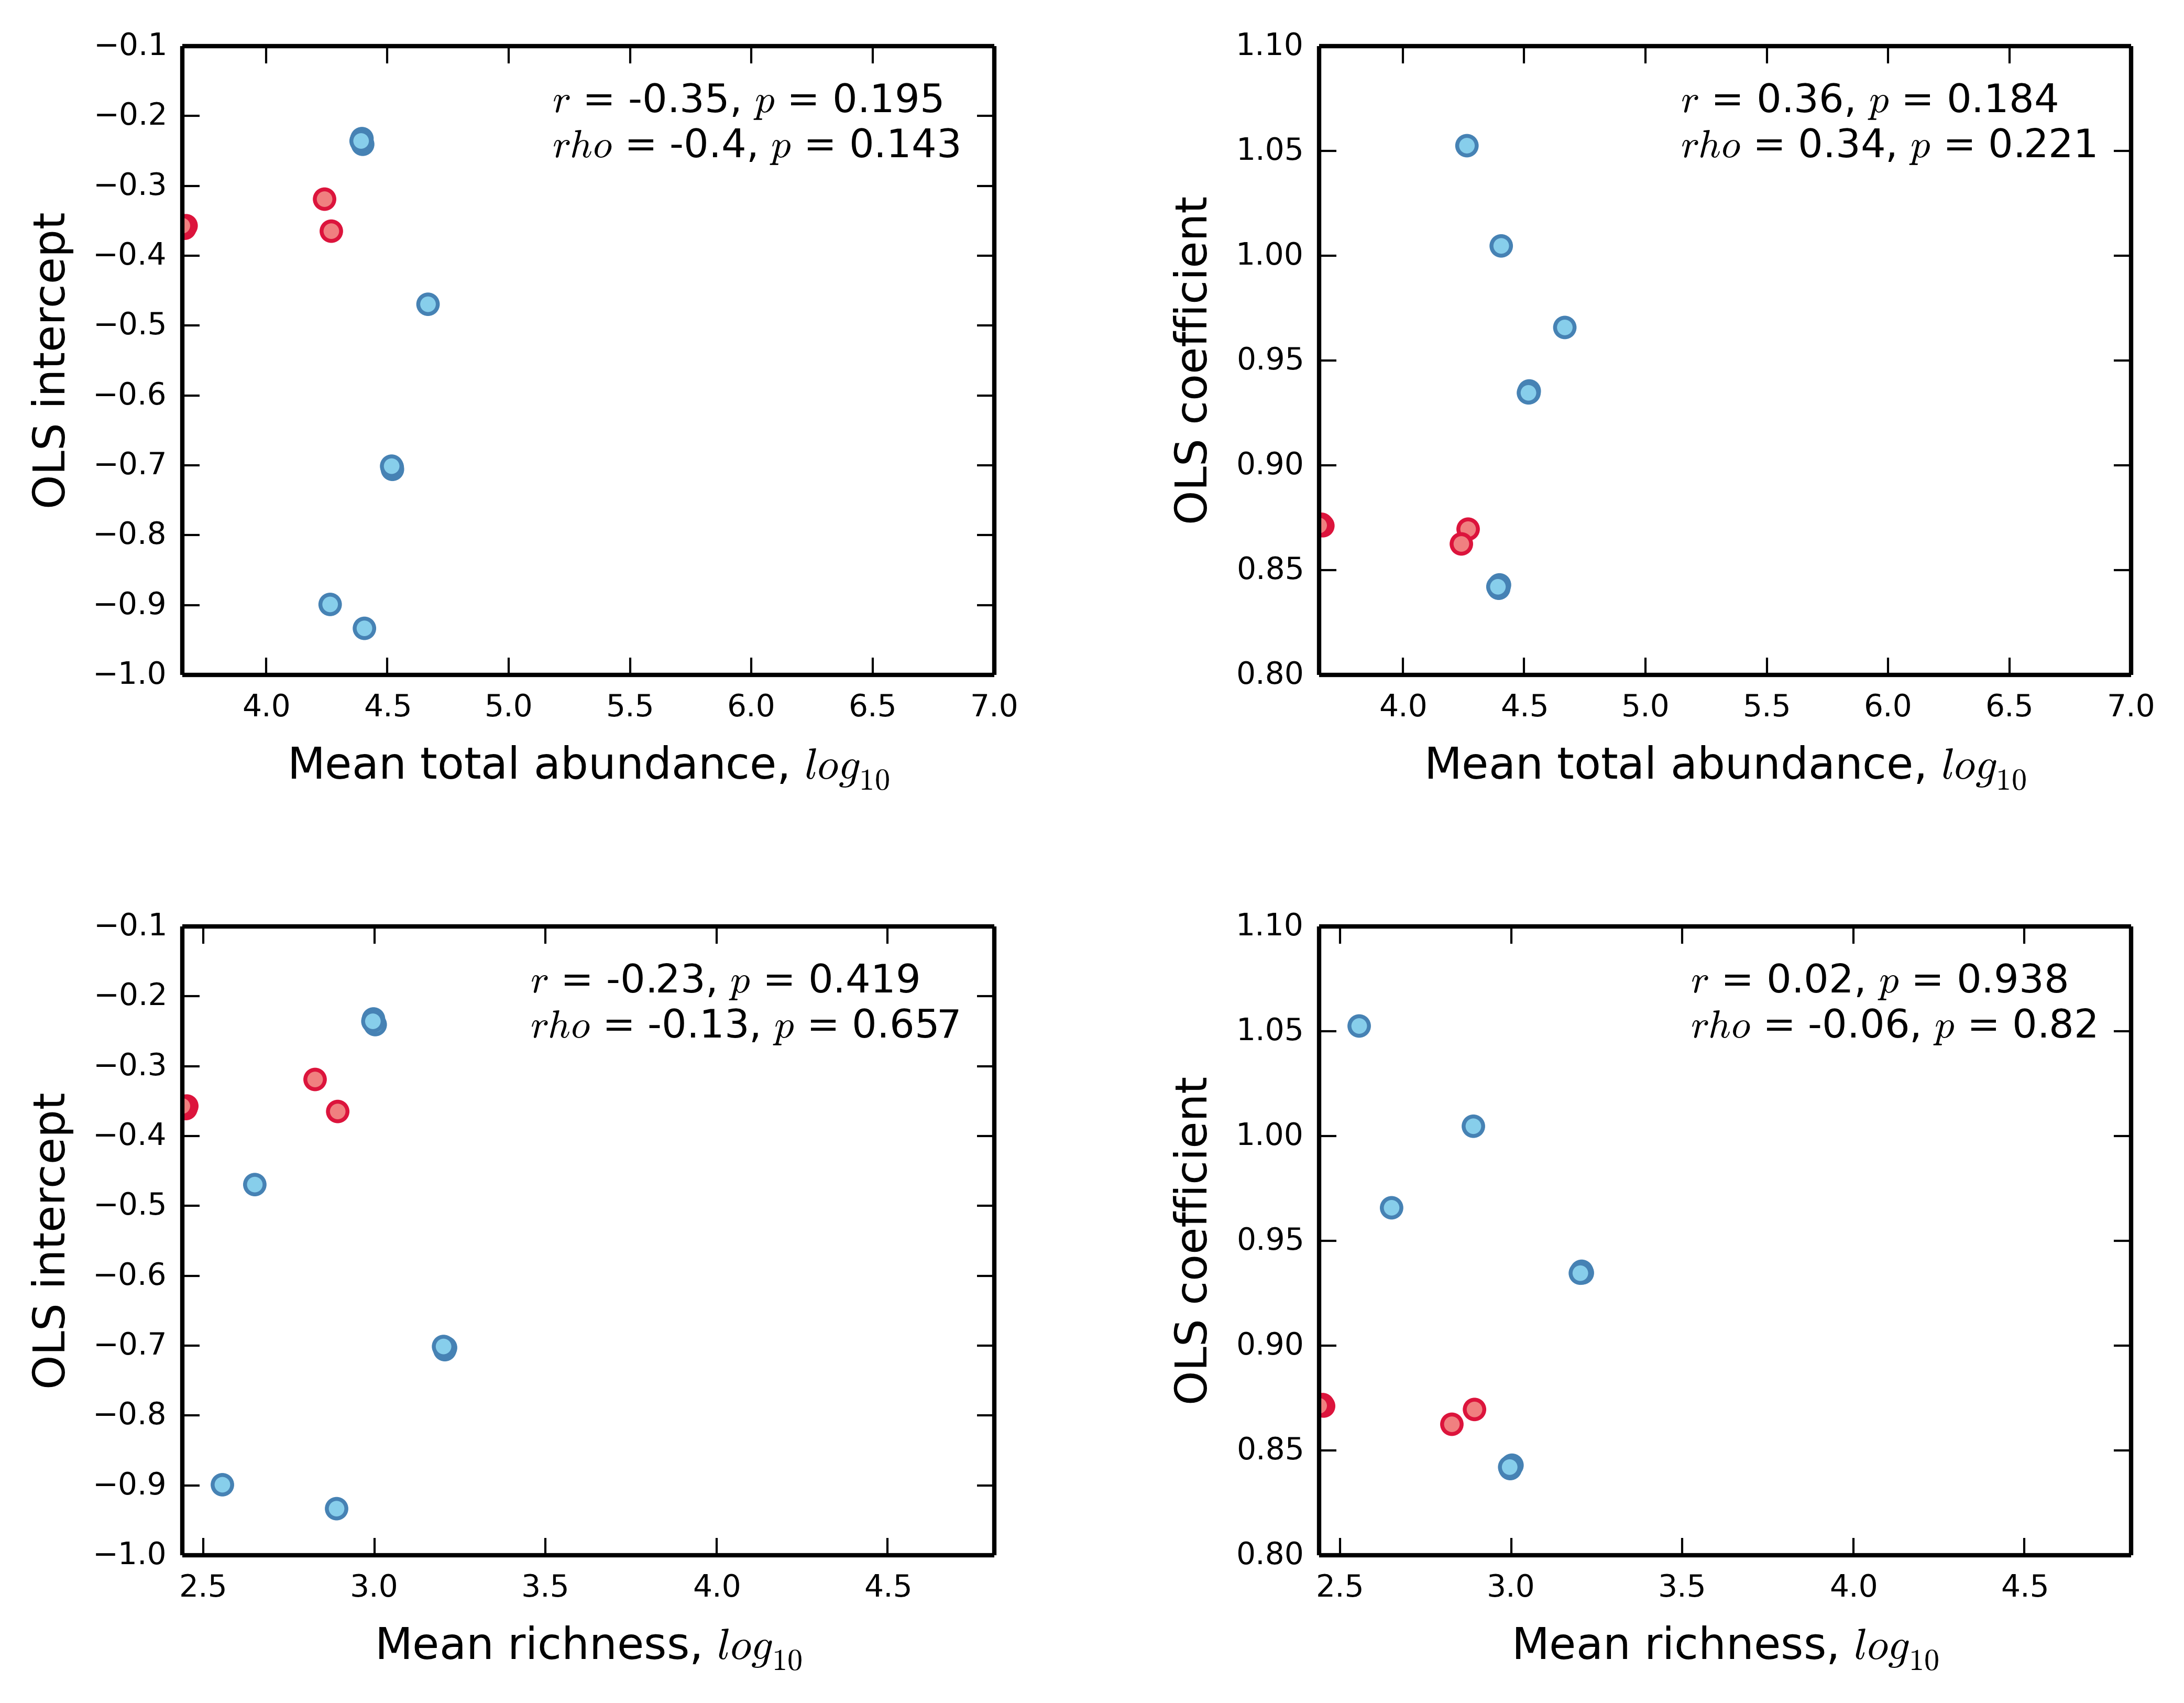 −0.1
−0.2
−0.3
−0.4
−0.5
−0.6
−0.7
−0.8
−0.9
−1.0
OLS intercept
r = -0.35, p = 0.195
rho = -0.4, p = 0.143
4.0 4.5 5.0 5.5 6.0 6.5 7.0
Mean total abundance, log10
1.10
1.05
1.00
0.95
0.90
0.85
0.80
OLS coefficient
r = 0.36, p = 0.184
rho = 0.34, p = 0.221
4.0 4.5 5.0 5.5 6.0 6.5 7.0
Mean total abundance, log10
−0.1
−0.2
−0.3
−0.4
−0.5
−0.6
−0.7
−0.8
−0.9
−1.0
OLS intercept
r = -0.23, p = 0.419
rho = -0.13, p = 0.657
2.5 3.0 3.5 4.0 4.5
Mean richness, log10
1.10
1.05
1.00
0.95
0.90
0.85
0.80
OLS coefficient
r = 0.02, p = 0.938
rho = -0.06, p = 0.82
2.5 3.0 3.5 4.0 4.5
Mean richness, log10